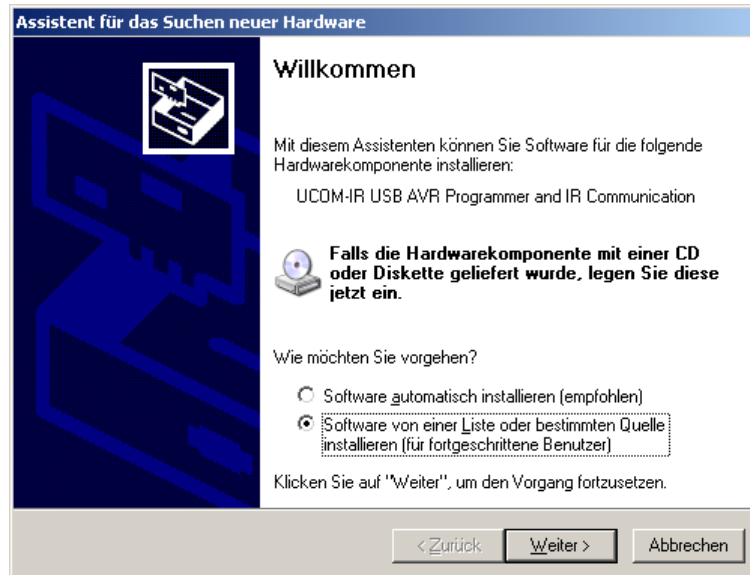 Assistent für das Suchen neuer Hardware
Willkommen
Mit diesem Assistenten können Sie Software für die folgende
Hardwarekomponente installieren:
UCOM-IR USB AVR Programmer and IR Communication
Falls die Hardwarekomponente mit einer CD
oder Diskette geliefert wurde, legen Sie diese
jetzt ein.
Wie möchten Sie vorgehen?
Software automatisch installieren (empfohlen)
Software von einer Liste oder bestimmten Quelle
installieren (für fortgeschrittene Benutzer)
Klicken Sie auf "Weiter", um den Vorgang fortzusetzen.
< Zurück Weiter > Abbrechen